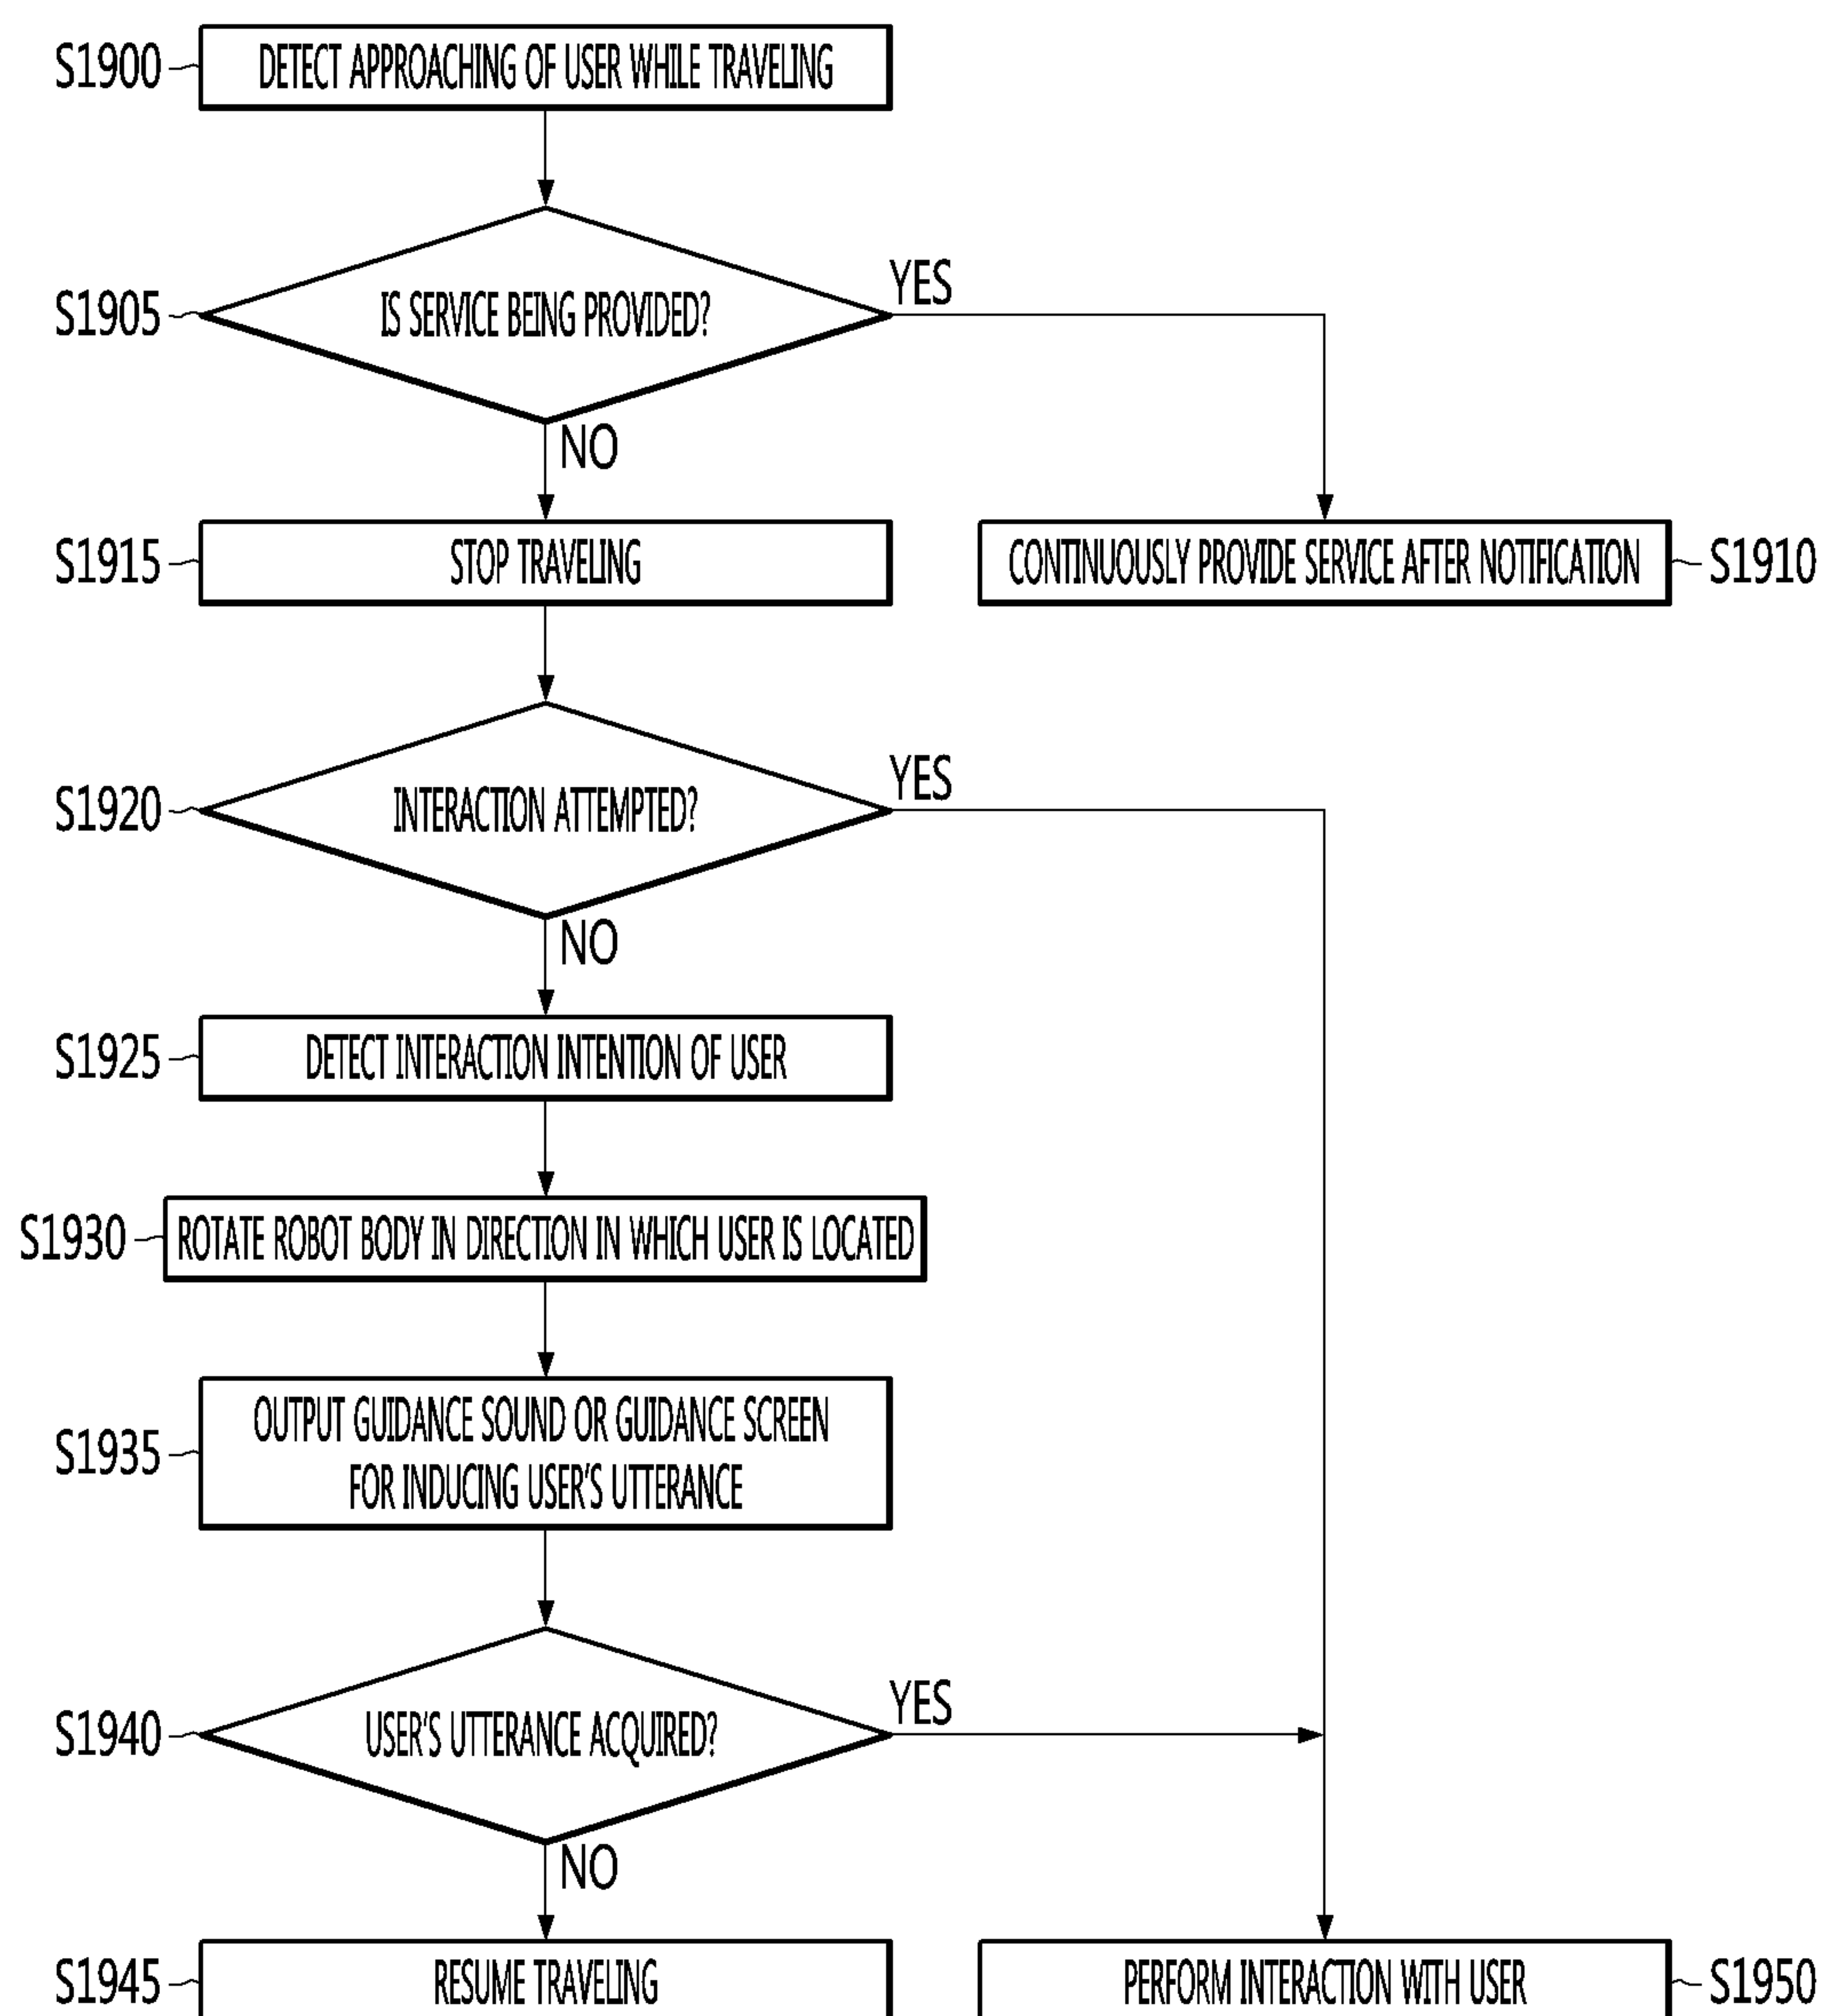 S1900
DETECT APPROACHING OF USER WHILE TRAVELING
S1905
IS SERVICE BEING PROVIDED?
YES
NO
S1915
STOP TRAVELING
CONTINUOUSLY PROVIDE SERVICE AFTER NOTIFICATION
S1910
S1920
INTERACTION ATTEMPTED?
YES
NO
S1925
DETECT INTERACTION INTENTION OF USER
S1930
ROTATE ROBOT BODY IN DIRECTION IN WHICH USER IS LOCATED
S1935
OUTPUT GUIDANCE SOUND OR GUIDANCE SCREEN
FOR INDUCING USER'S UTTERANCE
S1940
USER'S UTTERANCE ACQUIRED?
YES
NO
S1945
RESUME TRAVELING
PERFORM INTERACTION WITH USER
S1950